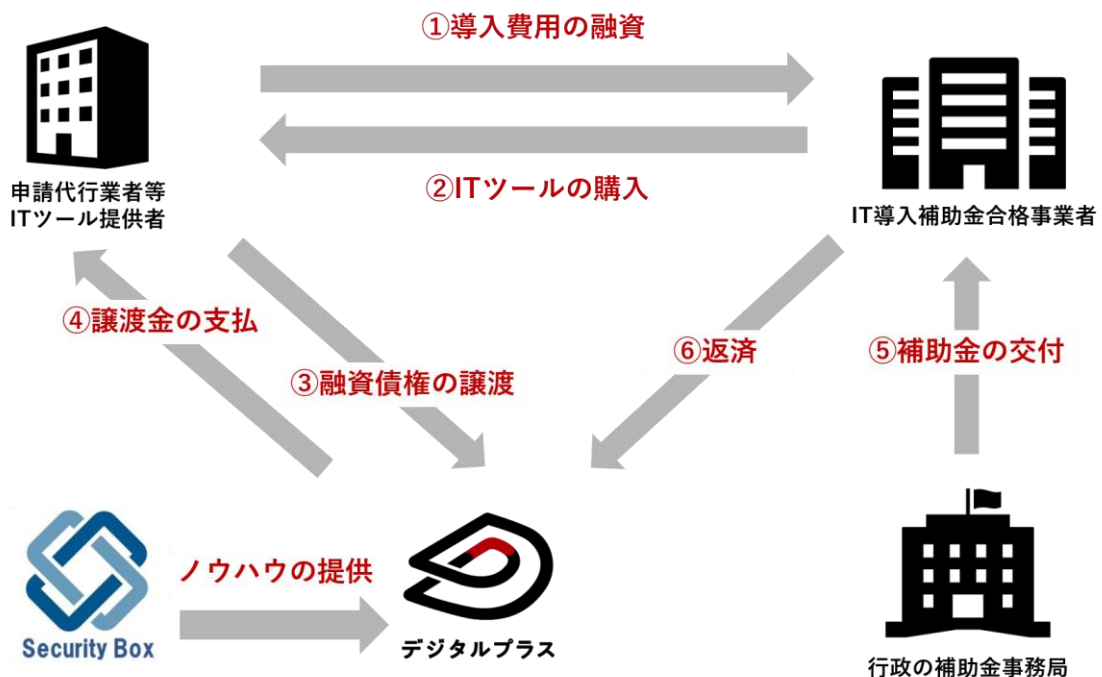 ①導入費用の融資
②ITツールの購入
申請代行業者等
ITツール提供者
IT導入補助金合格事業者
④譲渡金の支払
③融資債権の譲渡
⑥返済
⑤補助金の交付
ノウハウの提供
Security Box
デジタルプラス
行政の補助金事務局